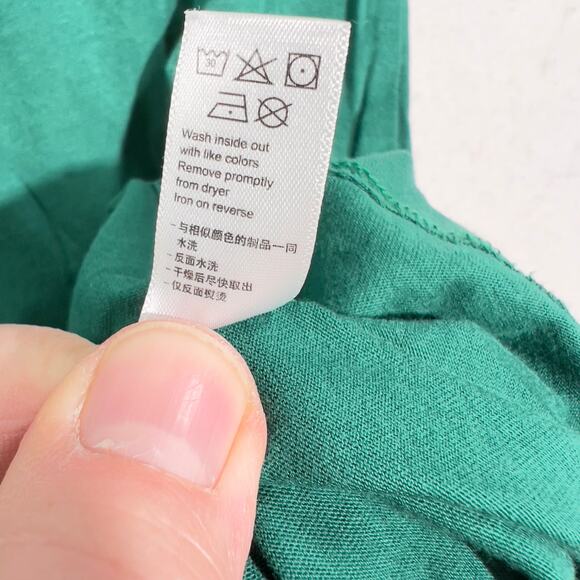 30
Wash inside out
with like colors
Remove promptly
from dryer
Iron on reverse
-与相似颜色的制品一同
水洗
-反面水洗
-干燥后尽快取出
-仅反面熨烫